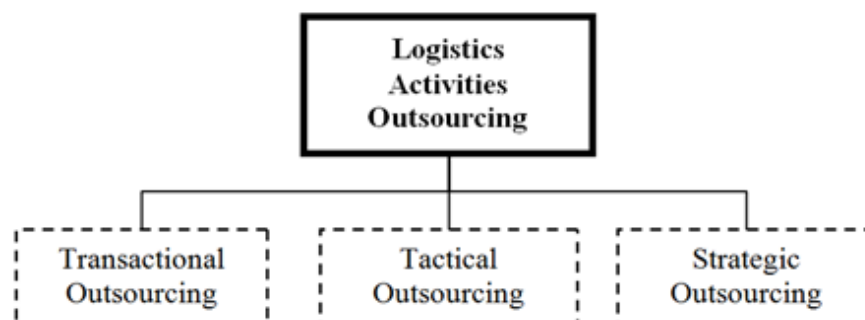 Logistics
Activities
Outsourcing
Transactional
Outsourcing
Tactical
Outsourcing
Strategic
Outsourcing